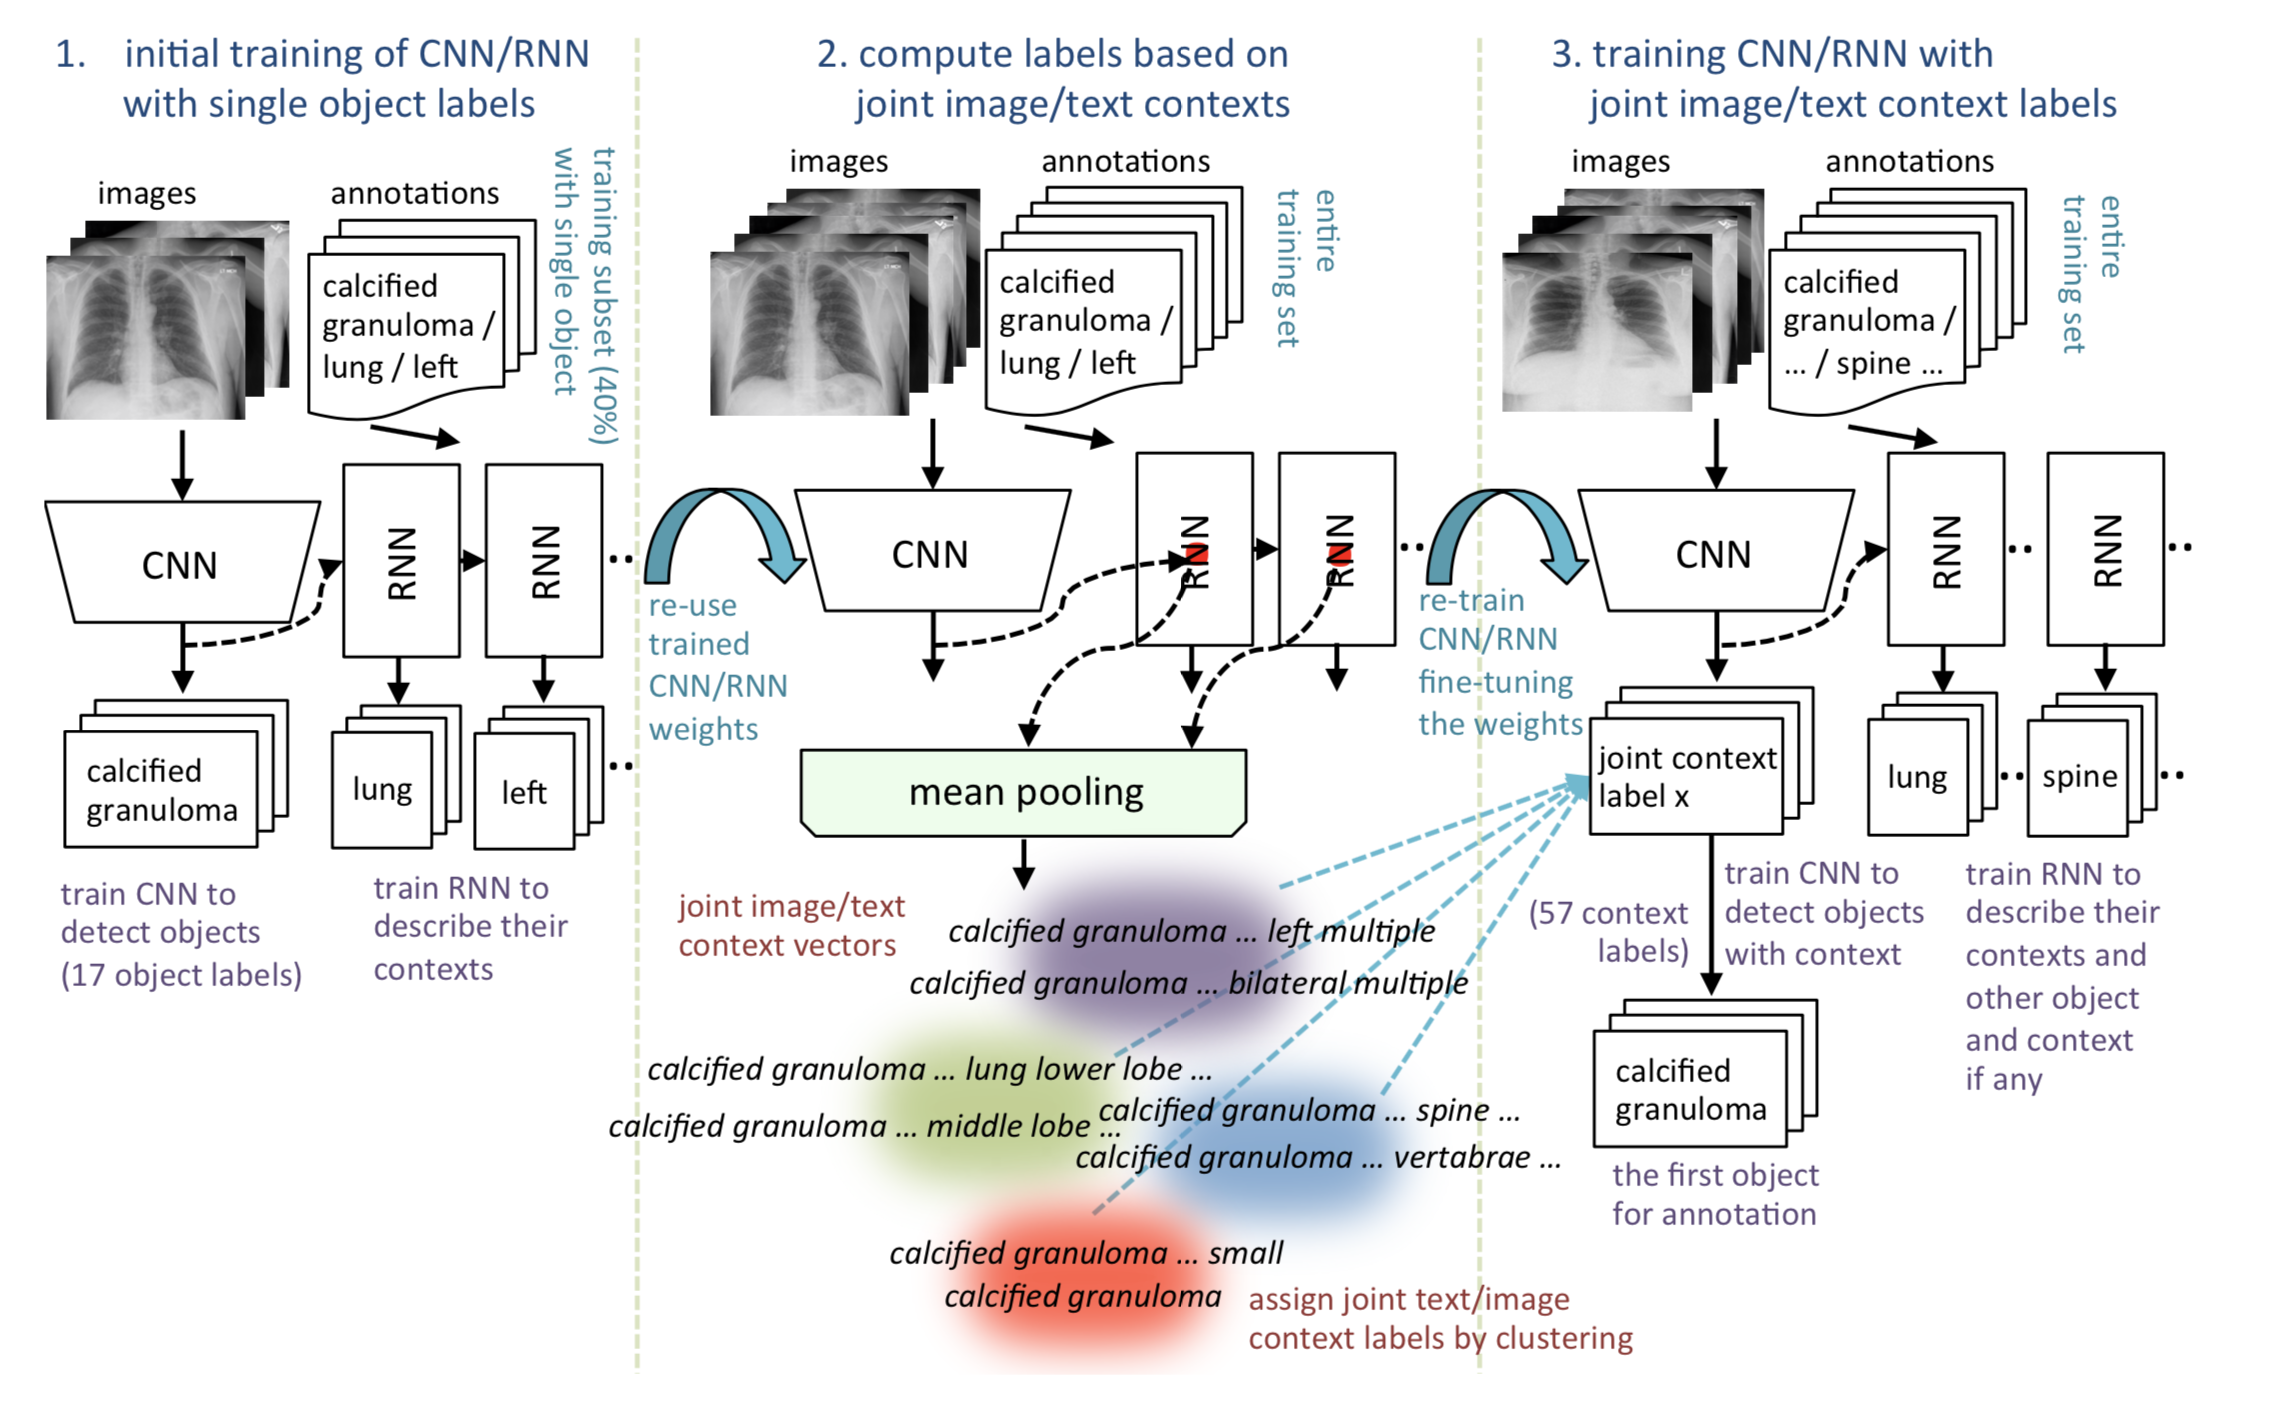 1. initial training of CNN/RNN
with single object labels
images
annotations
training subset (40%)
with single object
calcified
granuloma /
lung / left
CNN
RNN
RNN
..
calcified
granuloma
lung
left
..
train CNN to
detect objects
(17 object labels)
train RNN to
describe their
contexts
re-use
trained
CNN/RNN
weights
2. compute labels based on
joint image/text contexts
images
annotations
entire
training set
calcified
granuloma /
lung / left
CNN
RNN
RNN
..
mean pooling
joint image/text
context vectors
calcified granuloma ... left multiple
calcified granuloma ... bilateral multiple
calcified granuloma ... lung lower lobe ...
calcified granuloma ... middle lobe ...
calcified granuloma ... spine ...
calcified granuloma ... vertabrae ...
calcified granuloma ... small
calcified granuloma
assign joint text/image
context labels by clustering
re-train
CNN/RNN
fine-tuning
the weights
3. training CNN/RNN with
joint image/text context labels
images
annotations
entire
training set
calcified
granuloma /
... / spine ...
CNN
RNN
..
RNN
..
joint context
label x
lung
..
spine
..
(57 context
labels)
train CNN to
detect objects
with context
train RNN to
describe their
contexts and
other object
and context
if any
calcified
granuloma
the first object
for annotation